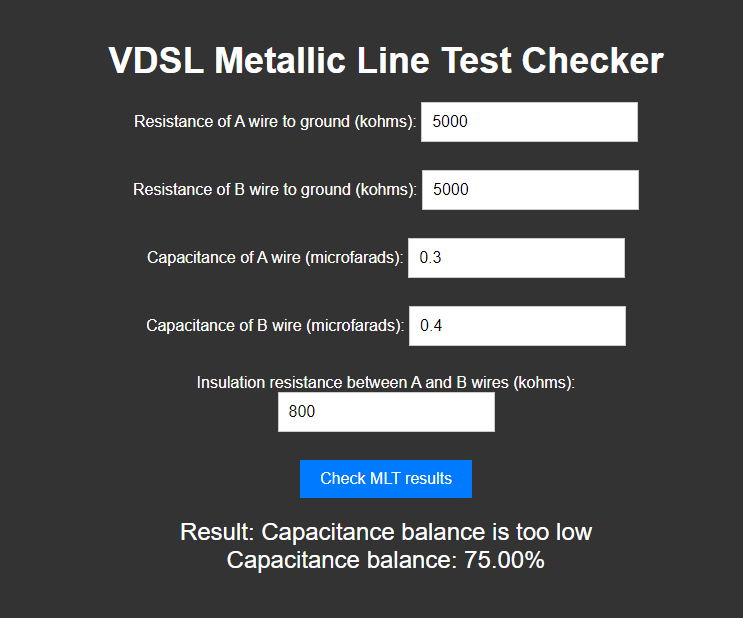 VDSL Metallic Line Test Checker
Resistance of A wire to ground (kohms): 5000
Resistance of B wire to ground (kohms): 5000
Capacitance of A wire (microfarads): 0.3
Capacitance of B wire (microfarads): 0.4
Insulation resistance between A and B wires (kohms):
800
Check MLT results
Result: Capacitance balance is too low
Capacitance balance: 75.00%